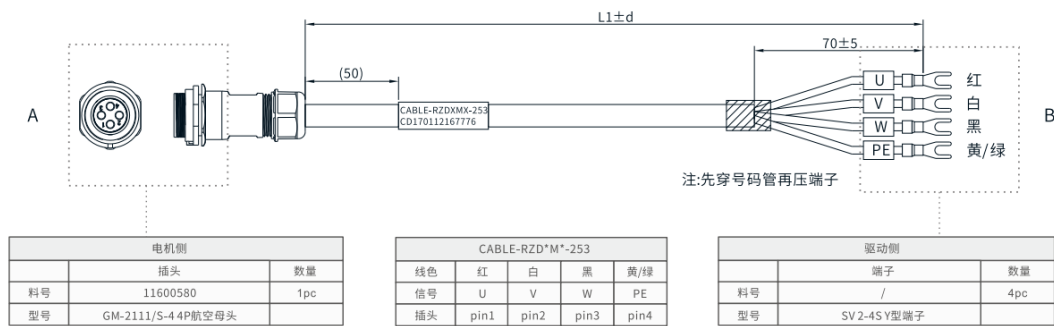 L1±d
70±5
(50)
A
CABLE-RZDXMX-253
CD170112167776
U 红
V 白
W 黑
PE 黄/绿
B
注:先穿号码管再压端子
电机侧
插头 数量
料号 11600580 1pc
型号 GM-2111/S-4 4P航空母头
CABLE-RZD*M*-253
线色 红 白 黑 黄/绿
信号 U V W PE
插头 pin1 pin2 pin3 pin4
驱动侧
端子 数量
料号 / 4pc
型号 SV 2-4S Y型端子